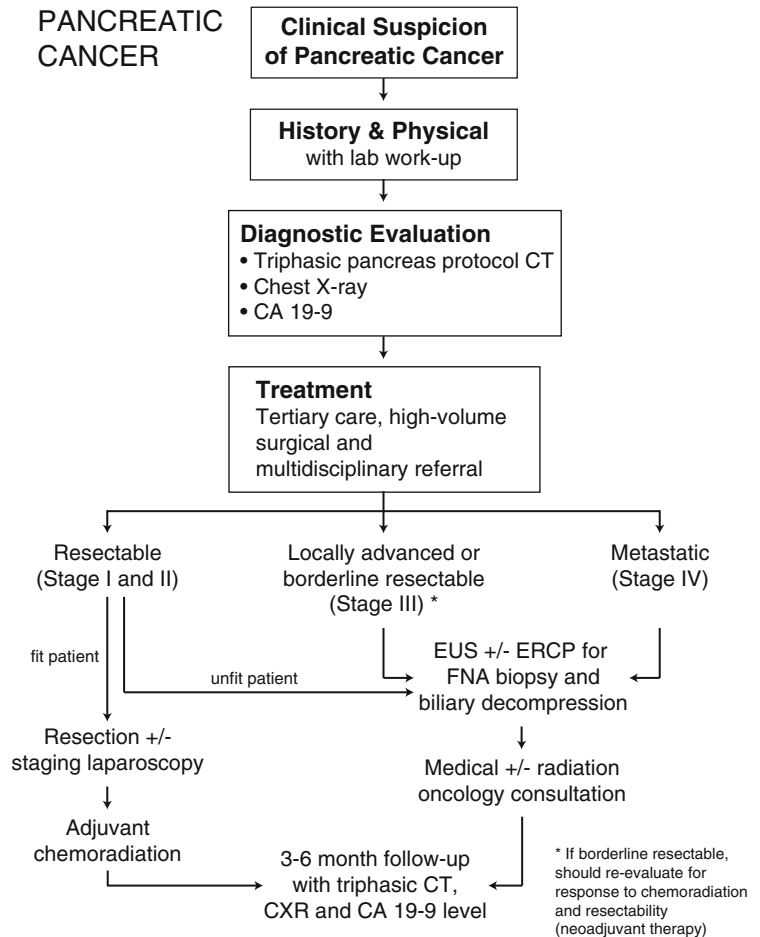 PANCREATIC
CANCER
Clinical Suspicion
of Pancreatic Cancer
History & Physical
with lab work-up
Diagnostic Evaluation
• Triphasic pancreas protocol CT
• Chest X-ray
• CA 19-9
Treatment
Tertiary care, high-volume
surgical and
multidisciplinary referral
Resectable
(Stage I and II)
Locally advanced or
borderline resectable
(Stage III) *
Metastatic
(Stage IV)
fit patient
unfit patient
EUS +/- ERCP for
FNA biopsy and
biliary decompression
Resection +/-
staging laparoscopy
Medical +/- radiation
oncology consultation
Adjuvant
chemoradiation
3-6 month follow-up
with triphasic CT,
CXR and CA 19-9 level
* If borderline resectable,
should re-evaluate for
response to chemoradiation
and resectability
(neoadjuvant therapy)